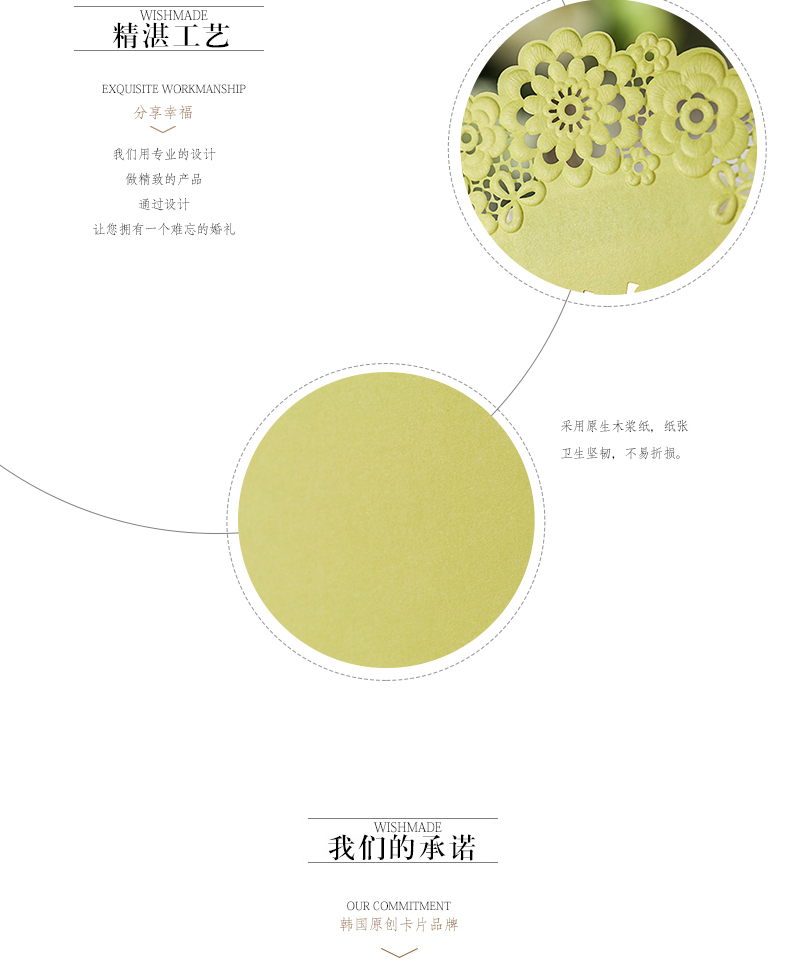 WISHMADE
精湛工艺
EXQUISITE WORKMANSHIP
分享幸福
我们用专业的设计
做精致的产品
通过设计
让您拥有一个难忘的婚礼
采用原生木浆纸，纸张
卫生坚韧，不易折损。
WISHMADE
我们的承诺
OUR COMMITMENT
韩国原创卡片品牌